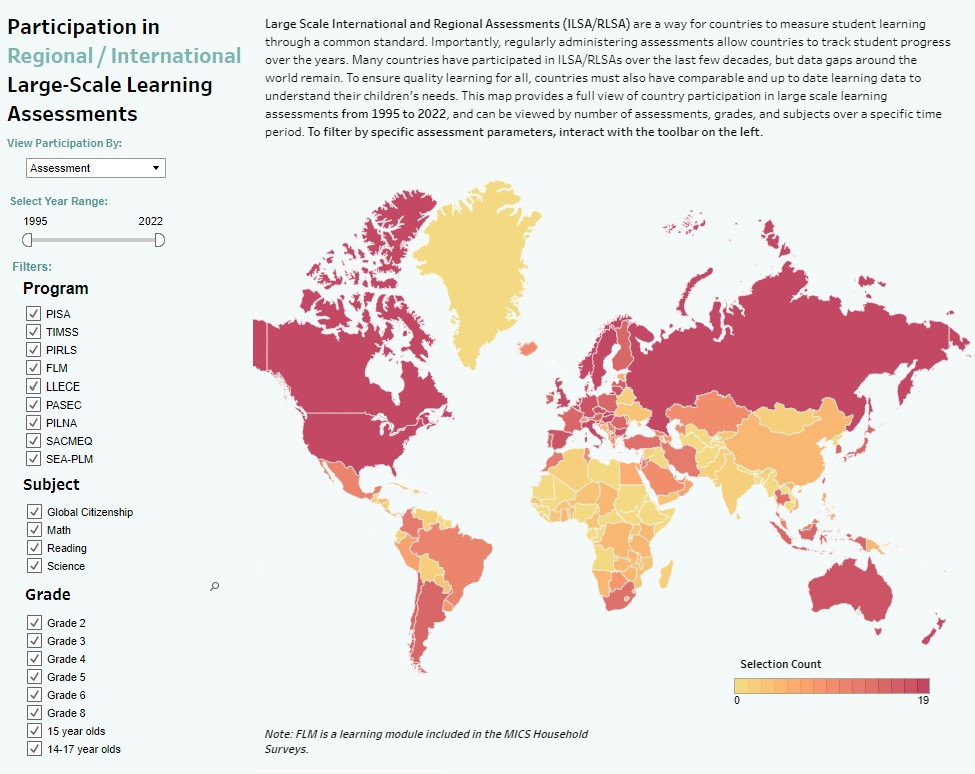 Participation in
Regional / International
Large-Scale Learning
Assessments
View Participation By:
Assessment
Select Year Range:
1995 2022
Filters:
Program
PISA
TIMSS
PIRLS
FLM
LLECE
PASEC
PILNA
SACMEQ
SEA-PLM
Subject
Global Citizenship
Math
Reading
Science
Grade
Grade 2
Grade 3
Grade 4
Grade 5
Grade 6
Grade 8
15 year olds
14-17 year olds
Large Scale International and Regional Assessments (ILSA/RLSA) are a way for countries to measure student learning
through a common standard. Importantly, regularly administering assessments allow countries to track student progress
over the years. Many countries have participated in ILSA/RLSAs over the last few decades, but data gaps around the
world remain. To ensure quality learning for all, countries must also have comparable and up to date learning data to
understand their children's needs. This map provides a full view of country participation in large scale learning
assessments from 1995 to 2022, and can be viewed by number of assessments, grades, and subjects over a specific time
period. To filter by specific assessment parameters, interact with the toolbar on the left.
Selection Count
0 19
Note: FLM is a learning module included in the MICS Household
Surveys.